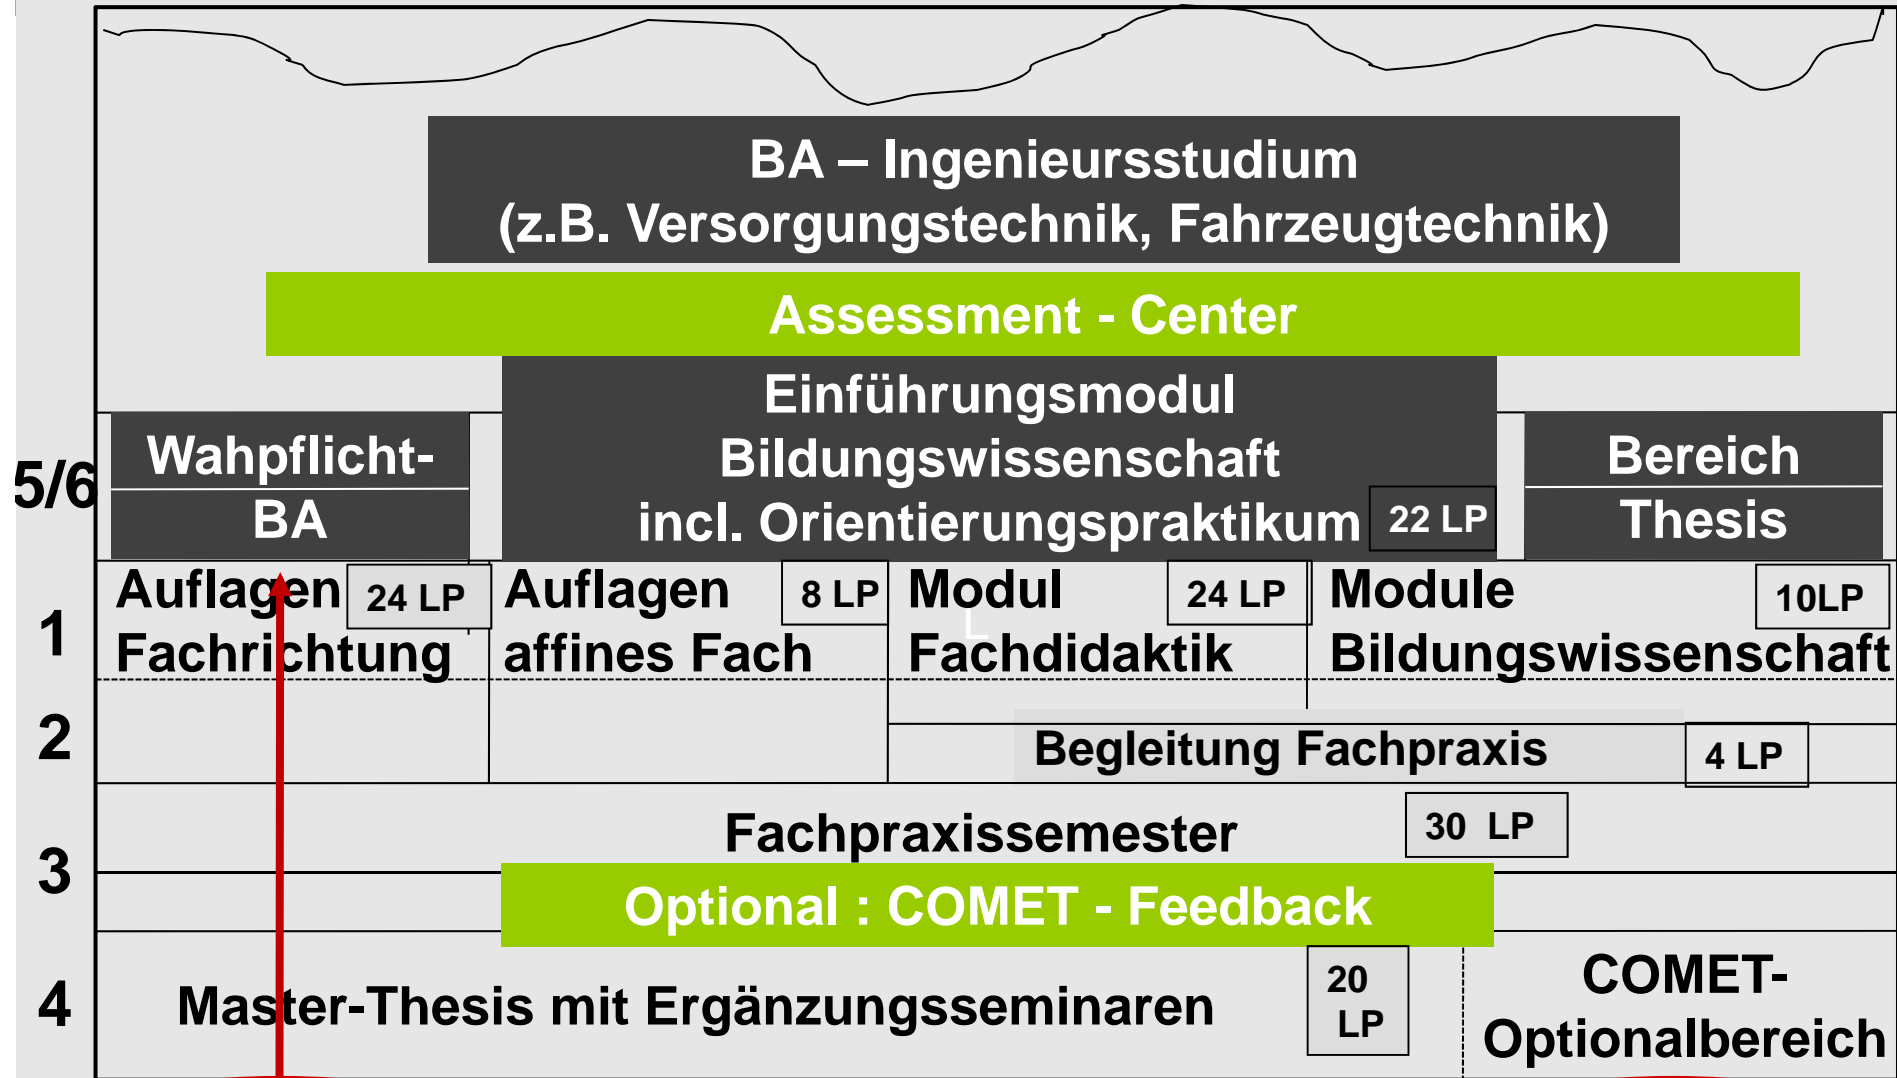 BA – Ingenieursstudium
(z.B. Versorgungstechnik, Fahrzeugtechnik)
Assessment - Center
Einführungsmodul
Bildungswissenschaft
incl. Orientierungspraktikum
22 LP
5/6
Wahpflicht-
BA
Bereich
Thesis
1
Auflagen
Fachrichtung
24 LP
Auflagen
affines Fach
8 LP
Modul
Fachdidaktik
24 LP
L
Module
Bildungswissenschaft
10LP
2
Begleitung Fachpraxis
4 LP
3
Fachpraxissemester
30 LP
Optional : COMET - Feedback
4
Master-Thesis mit Ergänzungsseminaren
20
LP
COMET-
Optionalbereich